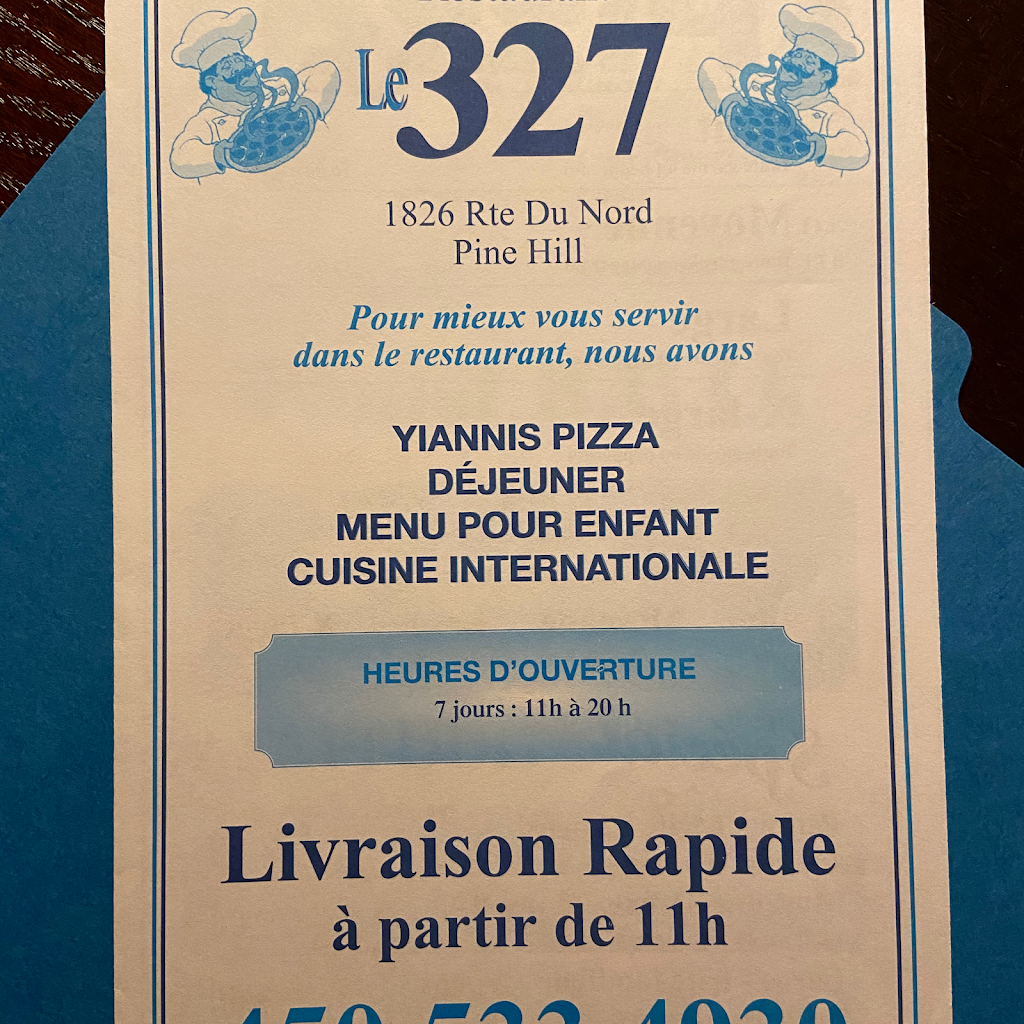 Restaurant
Le 327
1826 Rte Du Nord
Pine Hill
Pour mieux vous servir
dans le restaurant, nous avons
YIANNIS PIZZA
DÉJEUNER
MENU POUR ENFANT
CUISINE INTERNATIONALE
HEURES D'OUVERTURE
7 jours : 11h à 20 h
Livraison Rapide
à partir de 11h